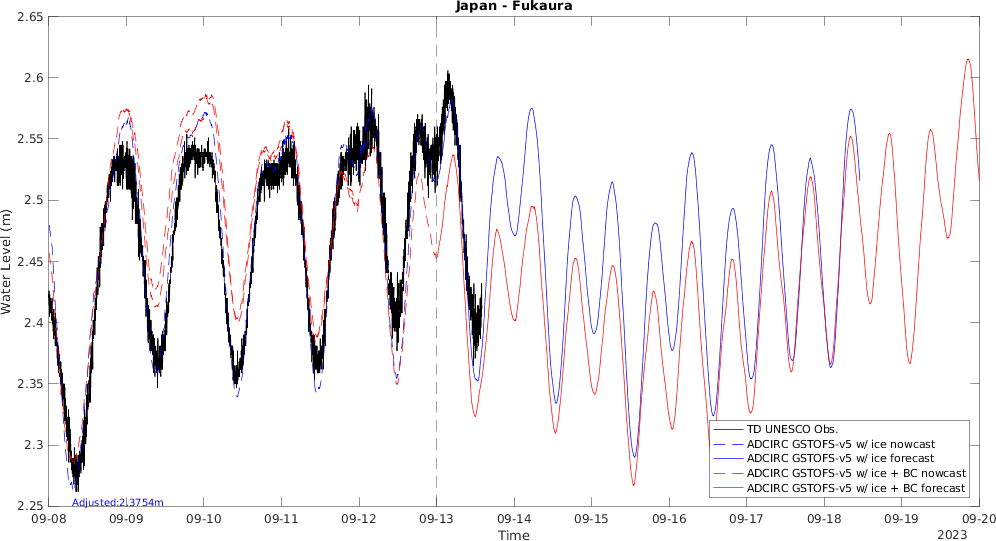 Japan - Fukaura
2.65
2.6
2.55
2.5
2.45
2.4
2.35
2.3
2.25
Water Level (m)
TD UNESCO Obs.
ADCIRC GSTOFS-v5 w/ ice nowcast
ADCIRC GSTOFS-v5 w/ ice forecast
ADCIRC GSTOFS-v5 w/ ice + BC nowcast
ADCIRC GSTOFS-v5 w/ ice + BC forecast
Adjusted:2.3754m
09-08 09-09 09-10 09-11 09-12 09-13 09-14 09-15 09-16 09-17 09-18 09-19 09-20
Time
2023